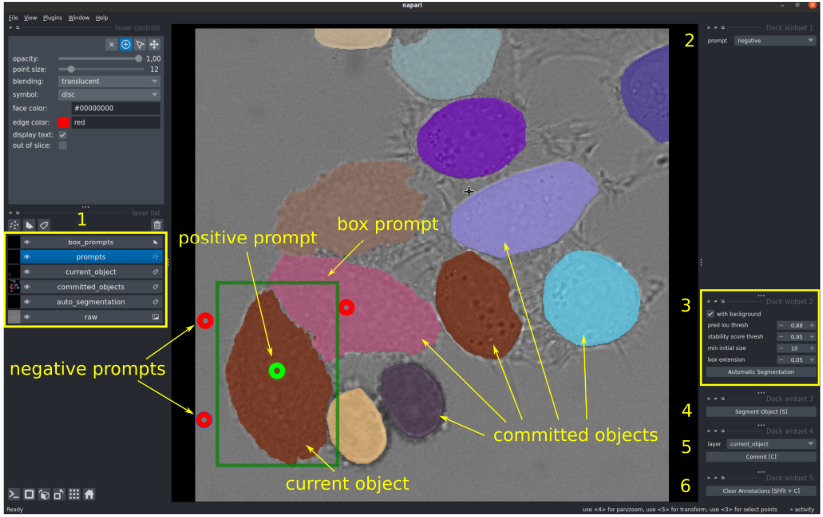 napari
File View Plugins Window Help
layer controls
opacity: 1,00
point size: 12
blending: translucent
symbol: disc
face color: #00000000
edge color: red
display text:
out of slice:
layer list
1
box_prompts
prompts
current_object
committed_objects
auto_segmentation
raw
positive prompt
box prompt
negative prompts
current object
committed objects
2
Dock widget 1
prompt negative
3
Dock widget 2
with background
pred iou thresh 0,88
stability score thresh 0,95
min initial size 10
box extension 0,05
Automatic Segmentation
4
Dock widget 3
Segment Object [S]
5
Dock widget 4
layer current_object
Commit [C]
6
Dock widget 5
Clear Annotations [Shfit + C]
Ready
use <4> for pan/zoom, use <5> for transform, use <3> for select points
activity